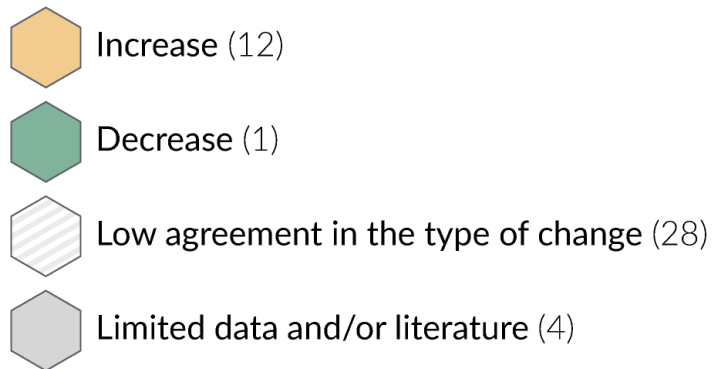 Increase (12)
Decrease (1)
Low agreement in the type of change (28)
Limited data and/or literature (4)